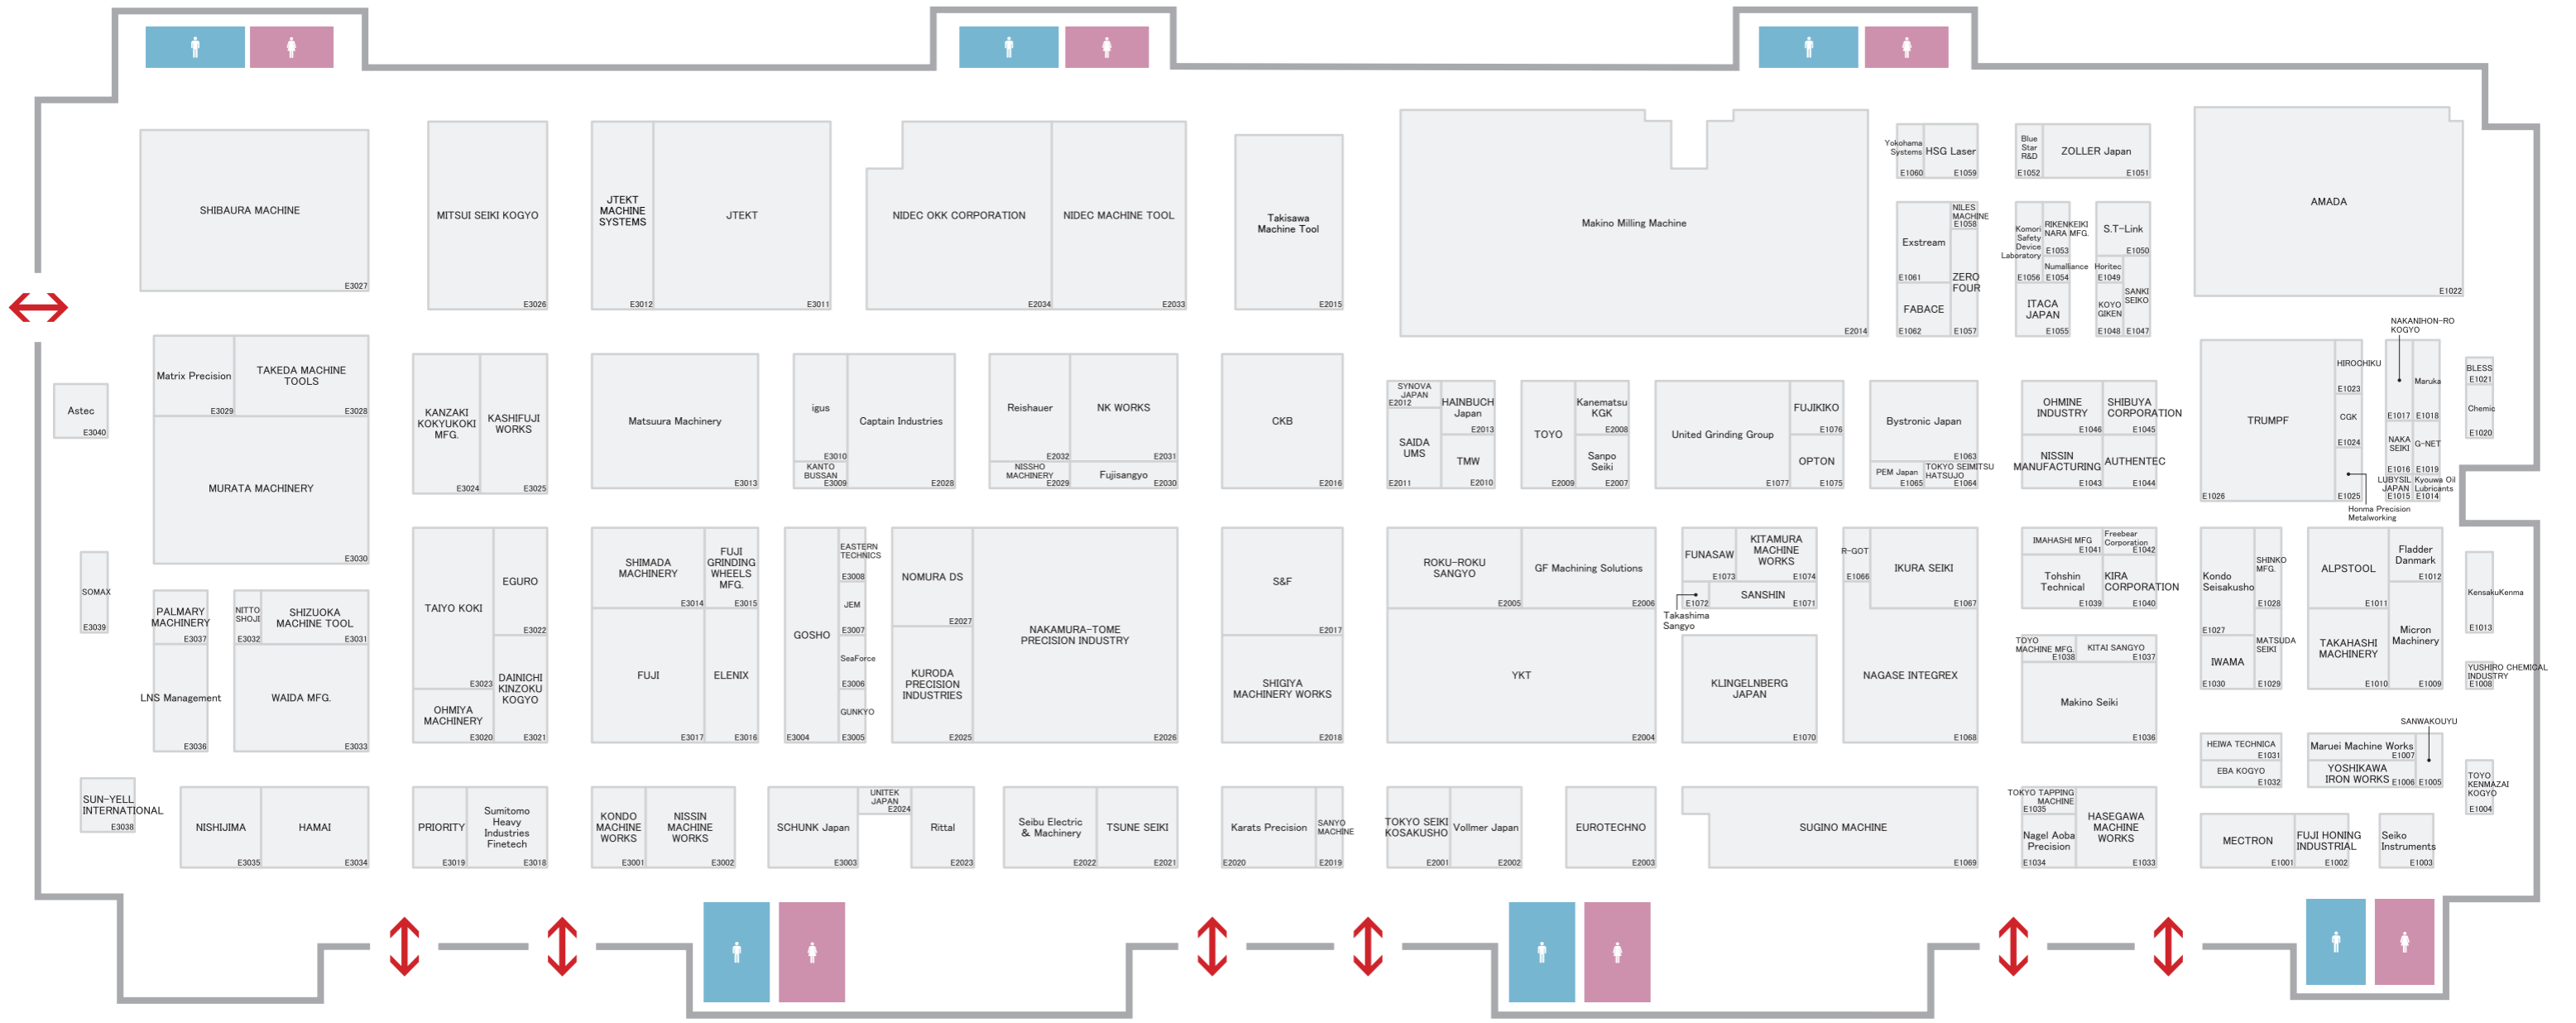 SHIBAURA MACHINE
E3027
MITSUI SEIKI KOGYO
E3026
JTEKT
MACHINE
SYSTEMS
E3012
JTEKT
E3011
NIDEC OKK CORPORATION
E2034
NIDEC MACHINE TOOL
E2033
Takisawa
Machine Tool
E2015
Makino Milling Machine
E2014
Yokohama
Systems
E1060
HSG Laser
E1059
Blue
Star
R&D
E1052
ZOLLER Japan
E1051
AMADA
E1022
Exstream
E1061
NILES
MACHINE
E1058
ZERO
FOUR
E1057
FABACE
E1062
Komori
Safety
Device
Laboratory
E1056
RIKENKEIKI
NARA MFG.
E1053
Numalliance
E1054
ITACA
JAPAN
E1055
S.T-Link
E1050
Horitec
E1049
KOYO
GIKEN
E1048
SANKI
SEIKO
E1047
Matrix Precision
E3029
TAKEDA MACHINE
TOOLS
E3028
MURATA MACHINERY
E3030
Astec
E3040
KANZAKI
KOKYUKOKI
MFG.
E3024
KASHIFUJI
WORKS
E3025
Matsuura Machinery
E3013
igus
E3010
KANTO
BUSSAN
E3009
Captain Industries
E2028
Reishauer
E2032
NISSHO
MACHINERY
E2029
NK WORKS
E2031
Fujisangyo
E2030
CKB
E2016
SYNOVA
JAPAN
E2012
SAIDA
UMS
E2011
HAINBUCH
Japan
E2013
TMW
E2010
TOYO
E2009
Kanematsu
KGK
E2008
Sanpo
Seiki
E2007
United Grinding Group
E1077
FUJIKIKO
E1076
OPTON
E1075
Bystronic Japan
E1063
PEM Japan
E1065
TOKYO SEIMITSU
HATSUJO
E1064
OHMINE
INDUSTRY
E1046
SHIBUYA
CORPORATION
E1045
NISSIN
MANUFACTURING
E1043
AUTHENTEC
E1044
TRUMPF
E1026
HIROCHIKU
E1023
CGK
E1024
E1025
Honma Precision
Metalworking
NAKANIHON-RO
KOGYO
E1017
Maruka
E1018
NAKA
SEIKI
E1016
G-NET
E1019
LUBYSIL
JAPAN
E1015
Kyouwa Oil
Lubricants
E1014
BLESS
E1021
Chemic
E1020
SOMAX
E3039
PALMARY
MACHINERY
E3037
LNS Management
E3036
NITTO
SHOJI
E3032
SHIZUOKA
MACHINE TOOL
E3031
WAIDA MFG.
E3033
TAIYO KOKI
E3023
EGURO
E3022
OHMIYA
MACHINERY
E3020
DAINICHI
KINZOKU
KOGYO
E3021
SHIMADA
MACHINERY
E3014
FUJI
GRINDING
WHEELS
MFG.
E3015
FUJI
E3017
ELENIX
E3016
GOSHO
E3004
EASTERN
TECHNICS
E3008
JEM
E3007
SeaForce
E3006
GUNKYO
E3005
NOMURA DS
E2027
KURODA
PRECISION
INDUSTRIES
E2025
NAKAMURA-TOME
PRECISION INDUSTRY
E2026
S&F
E2017
SHIGIYA
MACHINERY WORKS
E2018
ROKU-ROKU
SANGYO
E2005
GF Machining Solutions
E2006
YKT
E2004
FUNASAW
E1073
KITAMURA
MACHINE
WORKS
E1074
E1072
Takashima
Sangyo
SANSHIN
E1071
KLINGELNBERG
JAPAN
E1070
R-GOT
E1066
IKURA SEIKI
E1067
NAGASE INTEGREX
E1068
IMAHASHI MFG
E1041
Freebear
Corporation
E1042
Tohshin
Technical
E1039
KIRA
CORPORATION
E1040
TOYO
MACHINE MFG.
E1038
KITAI SANGYO
E1037
Makino Seiki
E1036
Kondo
Seisakusho
E1027
SHINKO
MFG.
E1028
IWAMA
E1030
MATSUDA
SEIKI
E1029
ALPSTOOL
E1011
Fladder
Danmark
E1012
TAKAHASHI
MACHINERY
E1010
Micron
Machinery
E1009
KensakuKenma
E1013
YUSHIRO CHEMICAL
INDUSTRY
E1008
HEIWA TECHNICA
E1031
EBA KOGYO
E1032
Maruei Machine Works
E1007
YOSHIKAWA
IRON WORKS
E1006
SANWAKOUYU
E1005
TOYO
KENMAZAI
KOGYO
E1004
SUN-YELL
INTERNATIONAL
E3038
NISHIJIMA
E3035
HAMAI
E3034
PRIORITY
E3019
Sumitomo
Heavy
Industries
Finetech
E3018
KONDO
MACHINE
WORKS
E3001
NISSIN
MACHINE
WORKS
E3002
SCHUNK Japan
E3003
UNITEK
JAPAN
E2024
Rittal
E2023
Seibu Electric
& Machinery
E2022
TSUNE SEIKI
E2021
Karats Precision
E2020
SANYO
MACHINE
E2019
TOKYO SEIKI
KOSAKUSHO
E2001
Vollmer Japan
E2002
EUROTECHNO
E2003
SUGINO MACHINE
E1069
TOKYO TAPPING
MACHINE
E1035
Nagel Aoba
Precision
E1034
HASEGAWA
MACHINE
WORKS
E1033
MECTRON
E1001
FUJI HONING
INDUSTRIAL
E1002
Seiko
Instruments
E1003